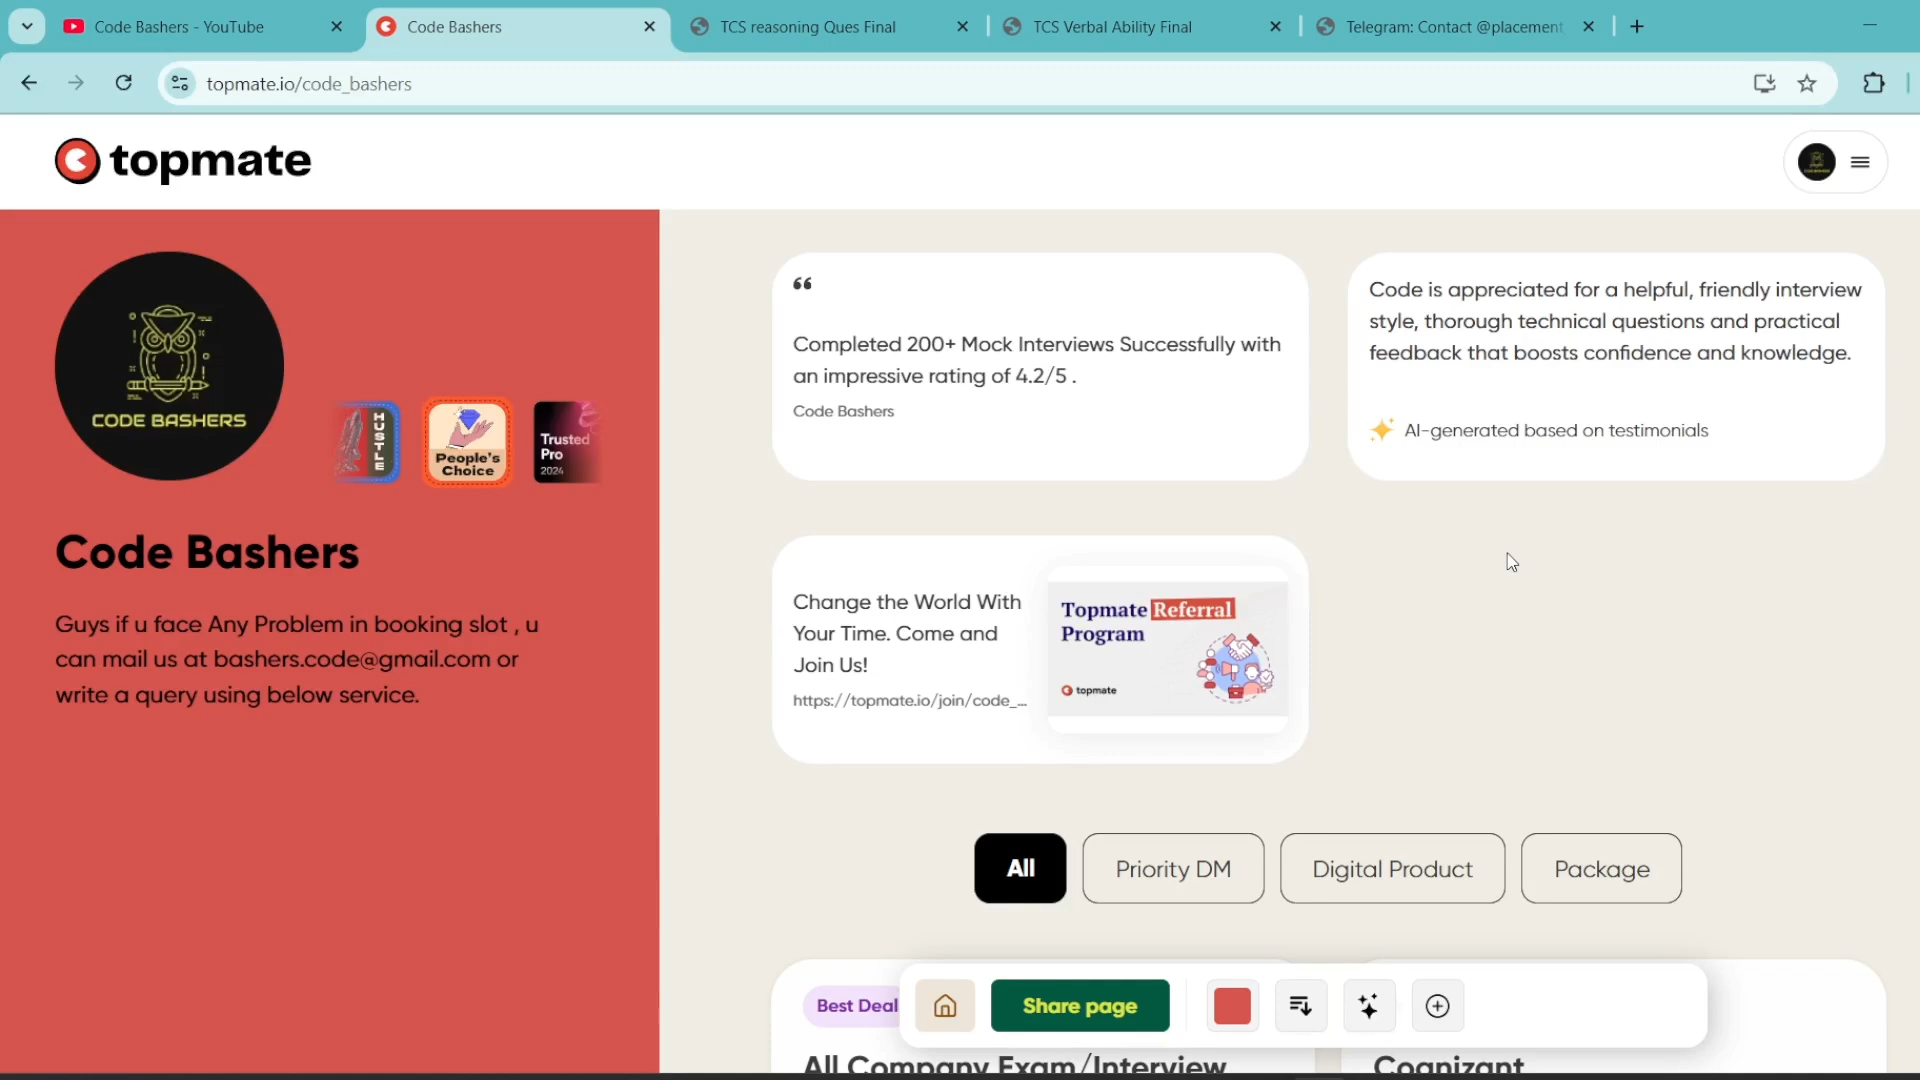 Code Bashers - YouTube
Code Bashers
TCS reasoning Ques Final
TCS Verbal Ability Final
Telegram: Contact @placement
topmate.io/code_bashers
topmate
CODE BASHERS
HUSTLE
People's
Choice
Trusted
Pro
2024
Code Bashers
Guys if u face Any Problem in booking slot , u
can mail us at bashers.code@gmail.com or
write a query using below service.
“
Completed 200+ Mock Interviews Successfully with
an impressive rating of 4.2/5 .
Code Bashers
Code is appreciated for a helpful, friendly interview
style, thorough technical questions and practical
feedback that boosts confidence and knowledge.
AI-generated based on testimonials
Change the World With
Your Time. Come and
Join Us!
https://topmate.io/join/code_...
Topmate Referral
Program
topmate
All
Priority DM
Digital Product
Package
Best Deal
Share page
All Company Exam/Interview
Cognizant